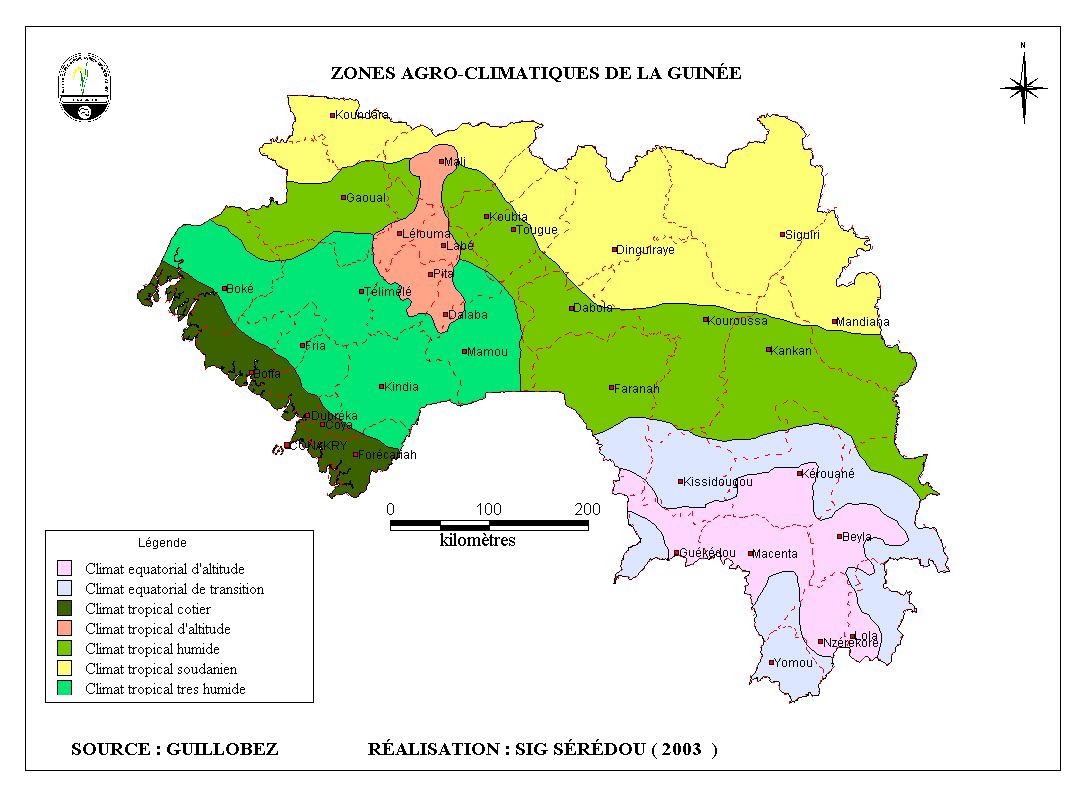 ZONES AGRO-CLIMATIQUES DE LA GUINÉE
N
Koundara
Mali
Gaoual
Koubia
Tougue
Lélouma
Labé
Siguiri
Dinguiraye
Pita
Boké
Télimélé
Dabola
Dalaba
Kouroussa
Mandiana
Fria
Mamou
Kankan
Boffa
Kindia
Faranah
Dubréka
Coya
CONAKRY
Forécariah
Kérouané
Kissidougou
0 100 200
kilomètres
Beyla
Guékédou
Macenta
Lola
Nzérékoré
Yomou
Légende
Climat equatorial d'altitude
Climat equatorial de transition
Climat tropical cotier
Climat tropical d'altitude
Climat tropical humide
Climat tropical soudanien
Climat tropical tres humide
SOURCE : GUILLOBEZ
RÉALISATION : SIG SÉRÉDOU ( 2003 )